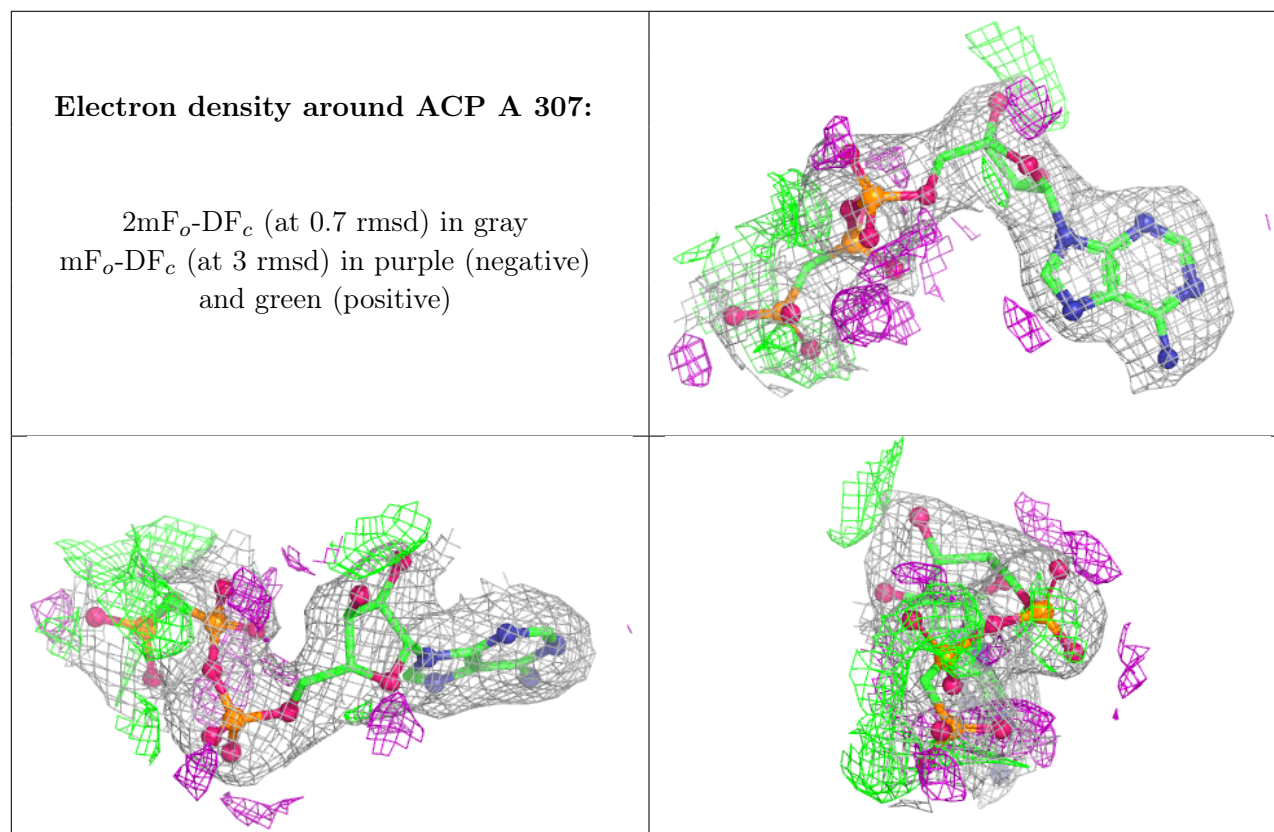 Electron density around ACP A 307:
2mFo-DFc (at 0.7 rmsd) in gray
mFo-DFc (at 3 rmsd) in purple (negative)
and green (positive)